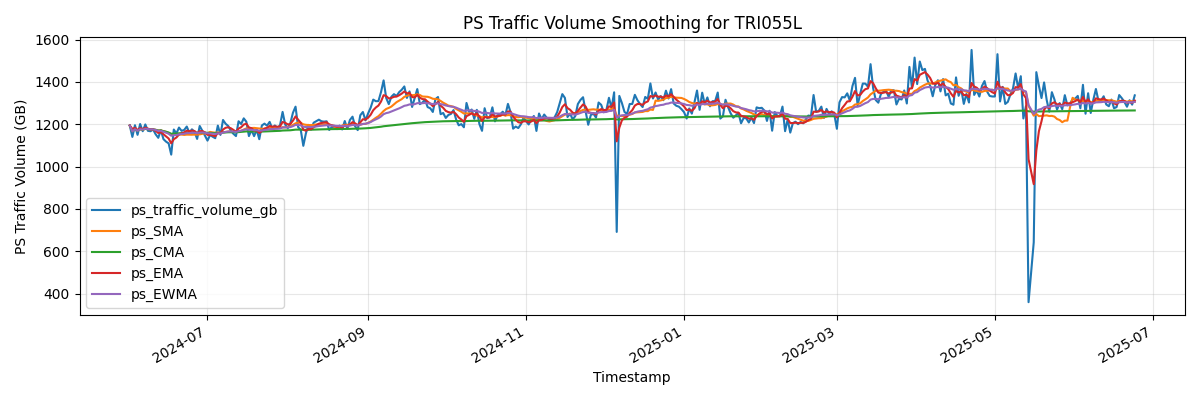 PS Traffic Volume Smoothing for TRI055L
PS Traffic Volume (GB)
1600
1400
1200
1000
800
600
400
ps_traffic_volume_gb
ps_SMA
ps_CMA
ps_EMA
ps_EWMA
2024-07
2024-09
2024-11
2025-01
2025-03
2025-05
2025-07
Timestamp